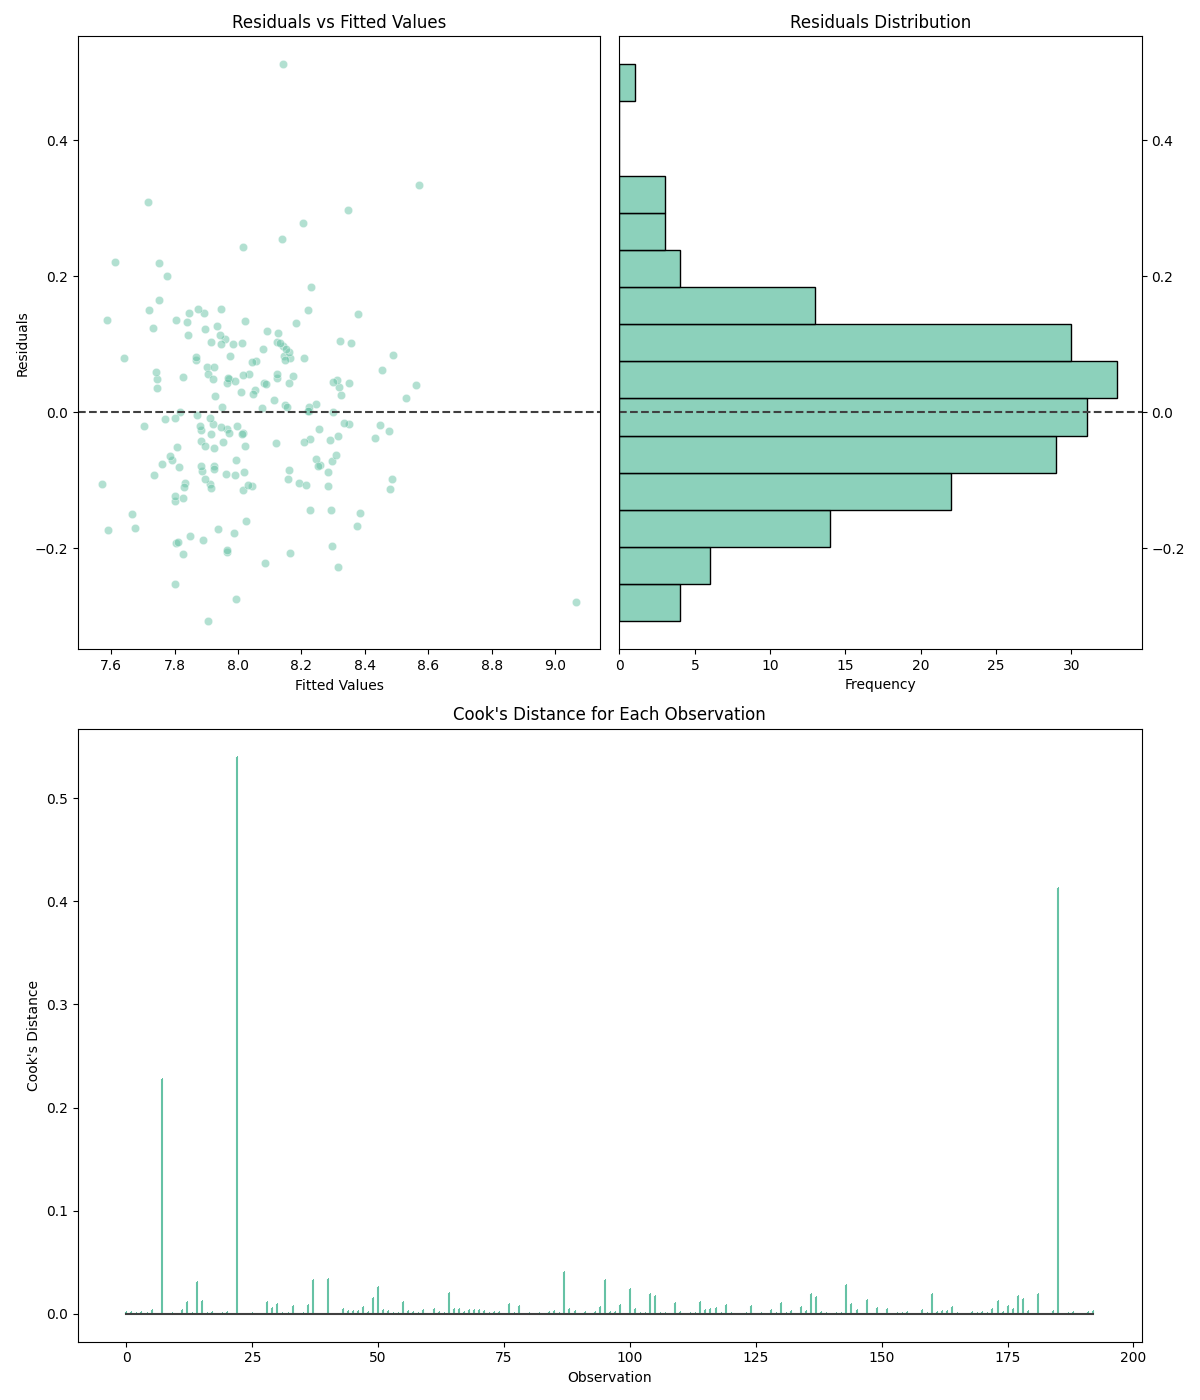 Residuals vs Fitted Values
Residuals Distribution
0.4
0.2
0.0
−0.2
Residuals
7.6 7.8 8.0 8.2 8.4 8.6 8.8 9.0
Fitted Values
0.4
0.2
0.0
−0.2
0 5 10 15 20 25 30
Frequency
Cook's Distance for Each Observation
0.5
0.4
0.3
0.2
0.1
0.0
Cook's Distance
0 25 50 75 100 125 150 175 200
Observation